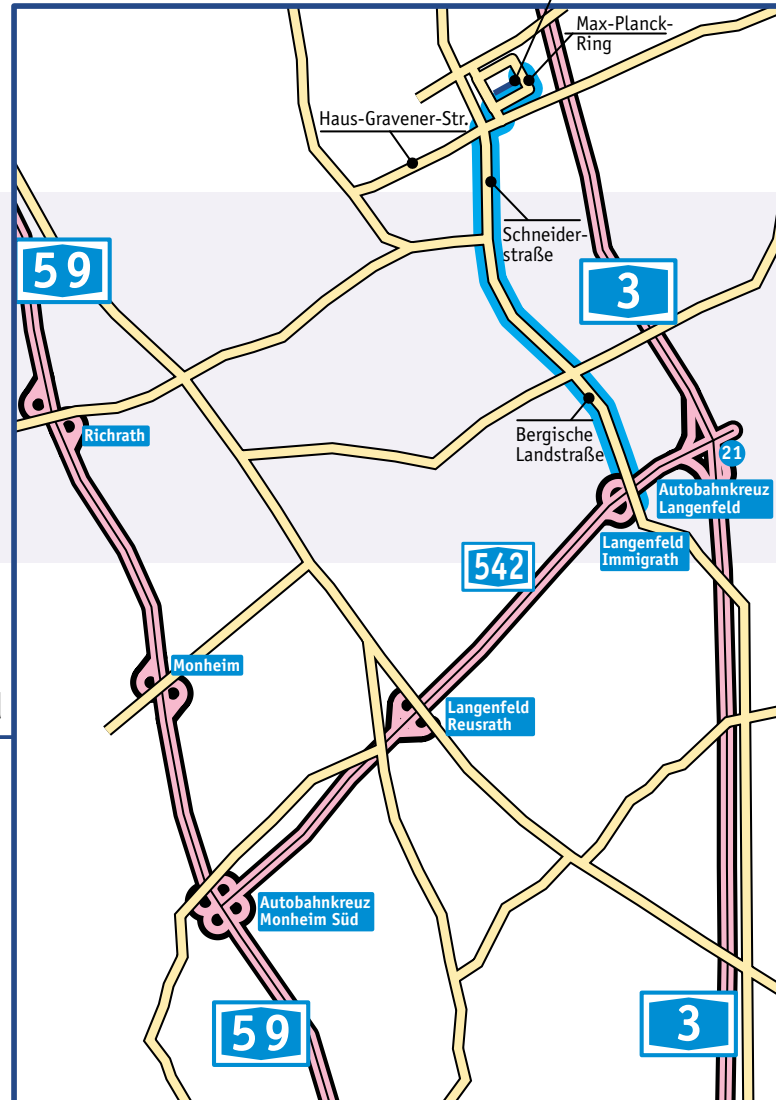 Max-Planck-
Ring
Haus-Gravener-Str.
Schneider-
straße
59
3
Bergische
Landstraße
Richrath
21
Autobahnkreuz
Langenfeld
Langenfeld
Immigrath
542
Monheim
Langenfeld
Reusrath
Autobahnkreuz
Monheim Süd
59
3